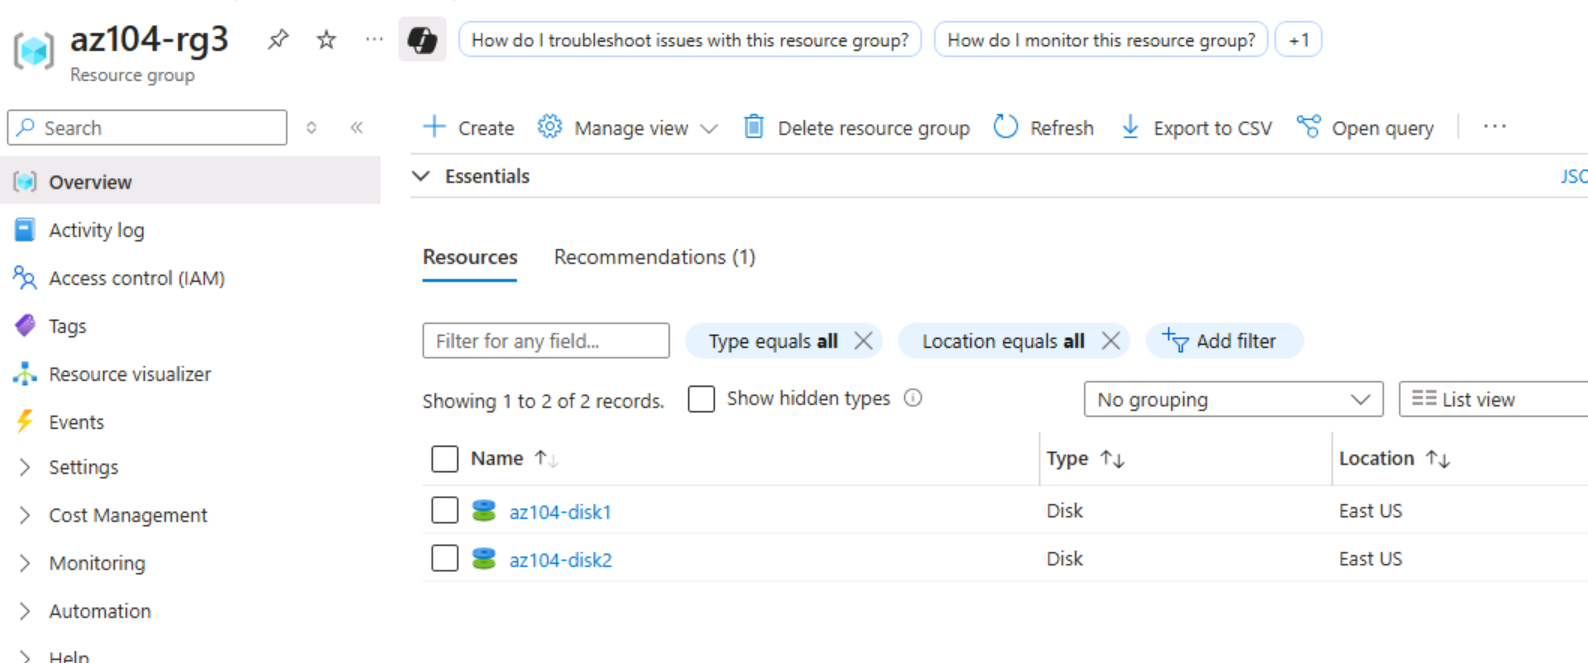 az104-rg3
Resource group
How do I troubleshoot issues with this resource group?
How do I monitor this resource group?
+1
Search
Create
Manage view
Delete resource group
Refresh
Export to CSV
Open query
Essentials
JSO
Overview
Activity log
Access control (IAM)
Tags
Resource visualizer
Events
Settings
Cost Management
Monitoring
Automation
Help
Resources
Recommendations (1)
Filter for any field...
Type equals all
Location equals all
Add filter
Showing 1 to 2 of 2 records.
Show hidden types
No grouping
List view
Name
Type
Location
az104-disk1
Disk
East US
az104-disk2
Disk
East US